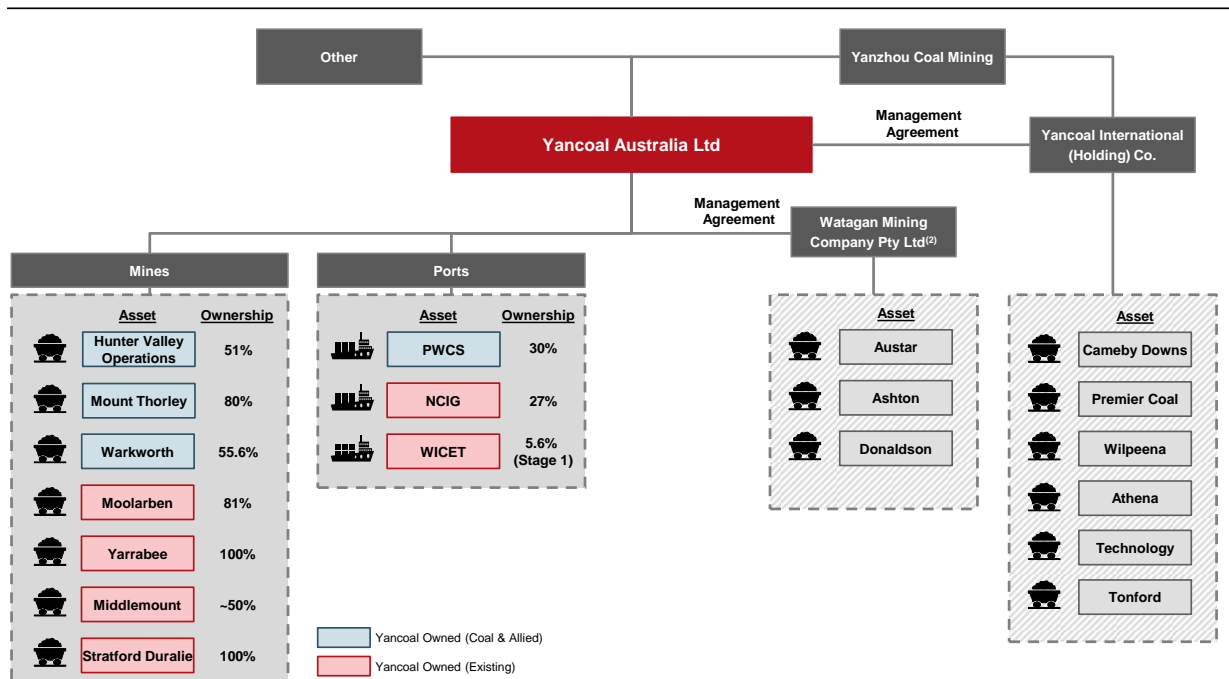 Other
Yanzhou Coal Mining
Management
Agreement
Yancoal Australia Ltd
Yancoal International
(Holding) Co.
Management
Agreement
Watagan Mining
Company Pty Ltd(2)
Mines
Ports
Asset Ownership
Hunter Valley
Operations
51%
Mount Thorley 80%
Warkworth 55.6%
Moolarben 81%
Yarrabee 100%
Middlemount ~50%
Stratford Duralie 100%
Asset Ownership
PWCS 30%
NCIG 27%
WICET
5.6%
(Stage 1)
Asset
Austar
Ashton
Donaldson
Asset
Cameby Downs
Premier Coal
Wilpeena
Athena
Technology
Tonford
Yancoal Owned (Coal & Allied)
Yancoal Owned (Existing)